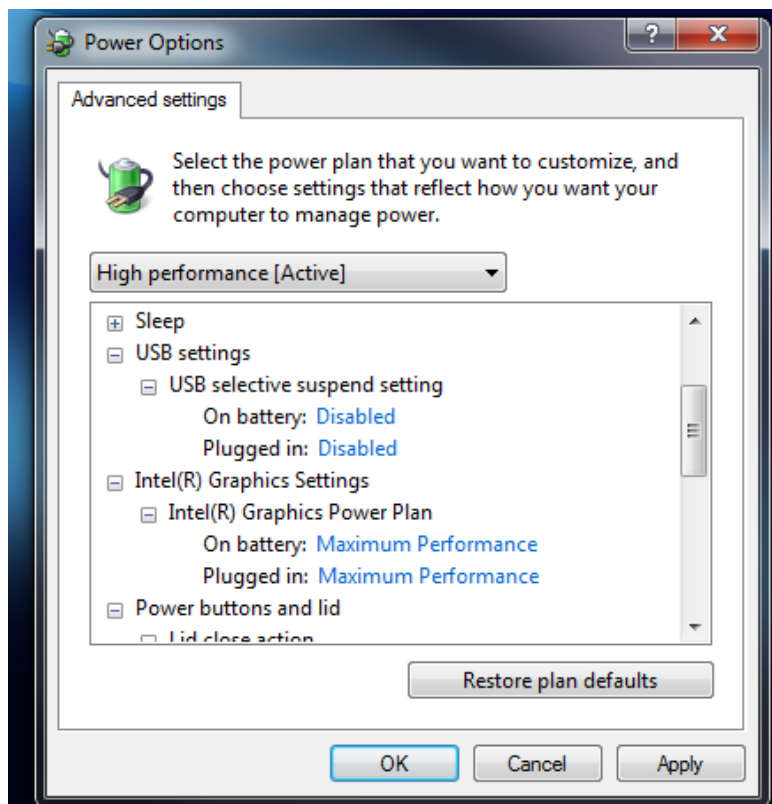 Power Options
Advanced settings
Select the power plan that you want to customize, and
then choose settings that reflect how you want your
computer to manage power.
High performance [Active]
Sleep
USB settings
USB selective suspend setting
On battery: Disabled
Plugged in: Disabled
Intel(R) Graphics Settings
Intel(R) Graphics Power Plan
On battery: Maximum Performance
Plugged in: Maximum Performance
Power buttons and lid
Lid close action
Restore plan defaults
OK Cancel Apply